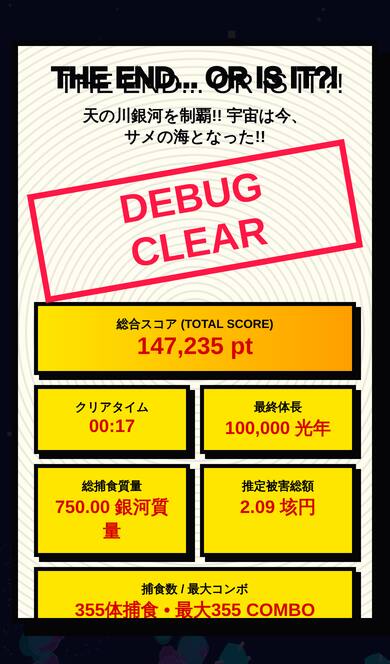 THE END... OR IS IT?!
天の川銀河を制覇!! 宇宙は今、
サメの海となった!!
DEBUG
CLEAR
総合スコア (TOTAL SCORE)
147,235 pt
クリアタイム
00:17
最終体長
100,000 光年
総捕食質量
750.00 銀河質
量
推定被害総額
2.09 垓円
捕食数 / 最大コンボ
355体捕食 • 最大355 COMBO